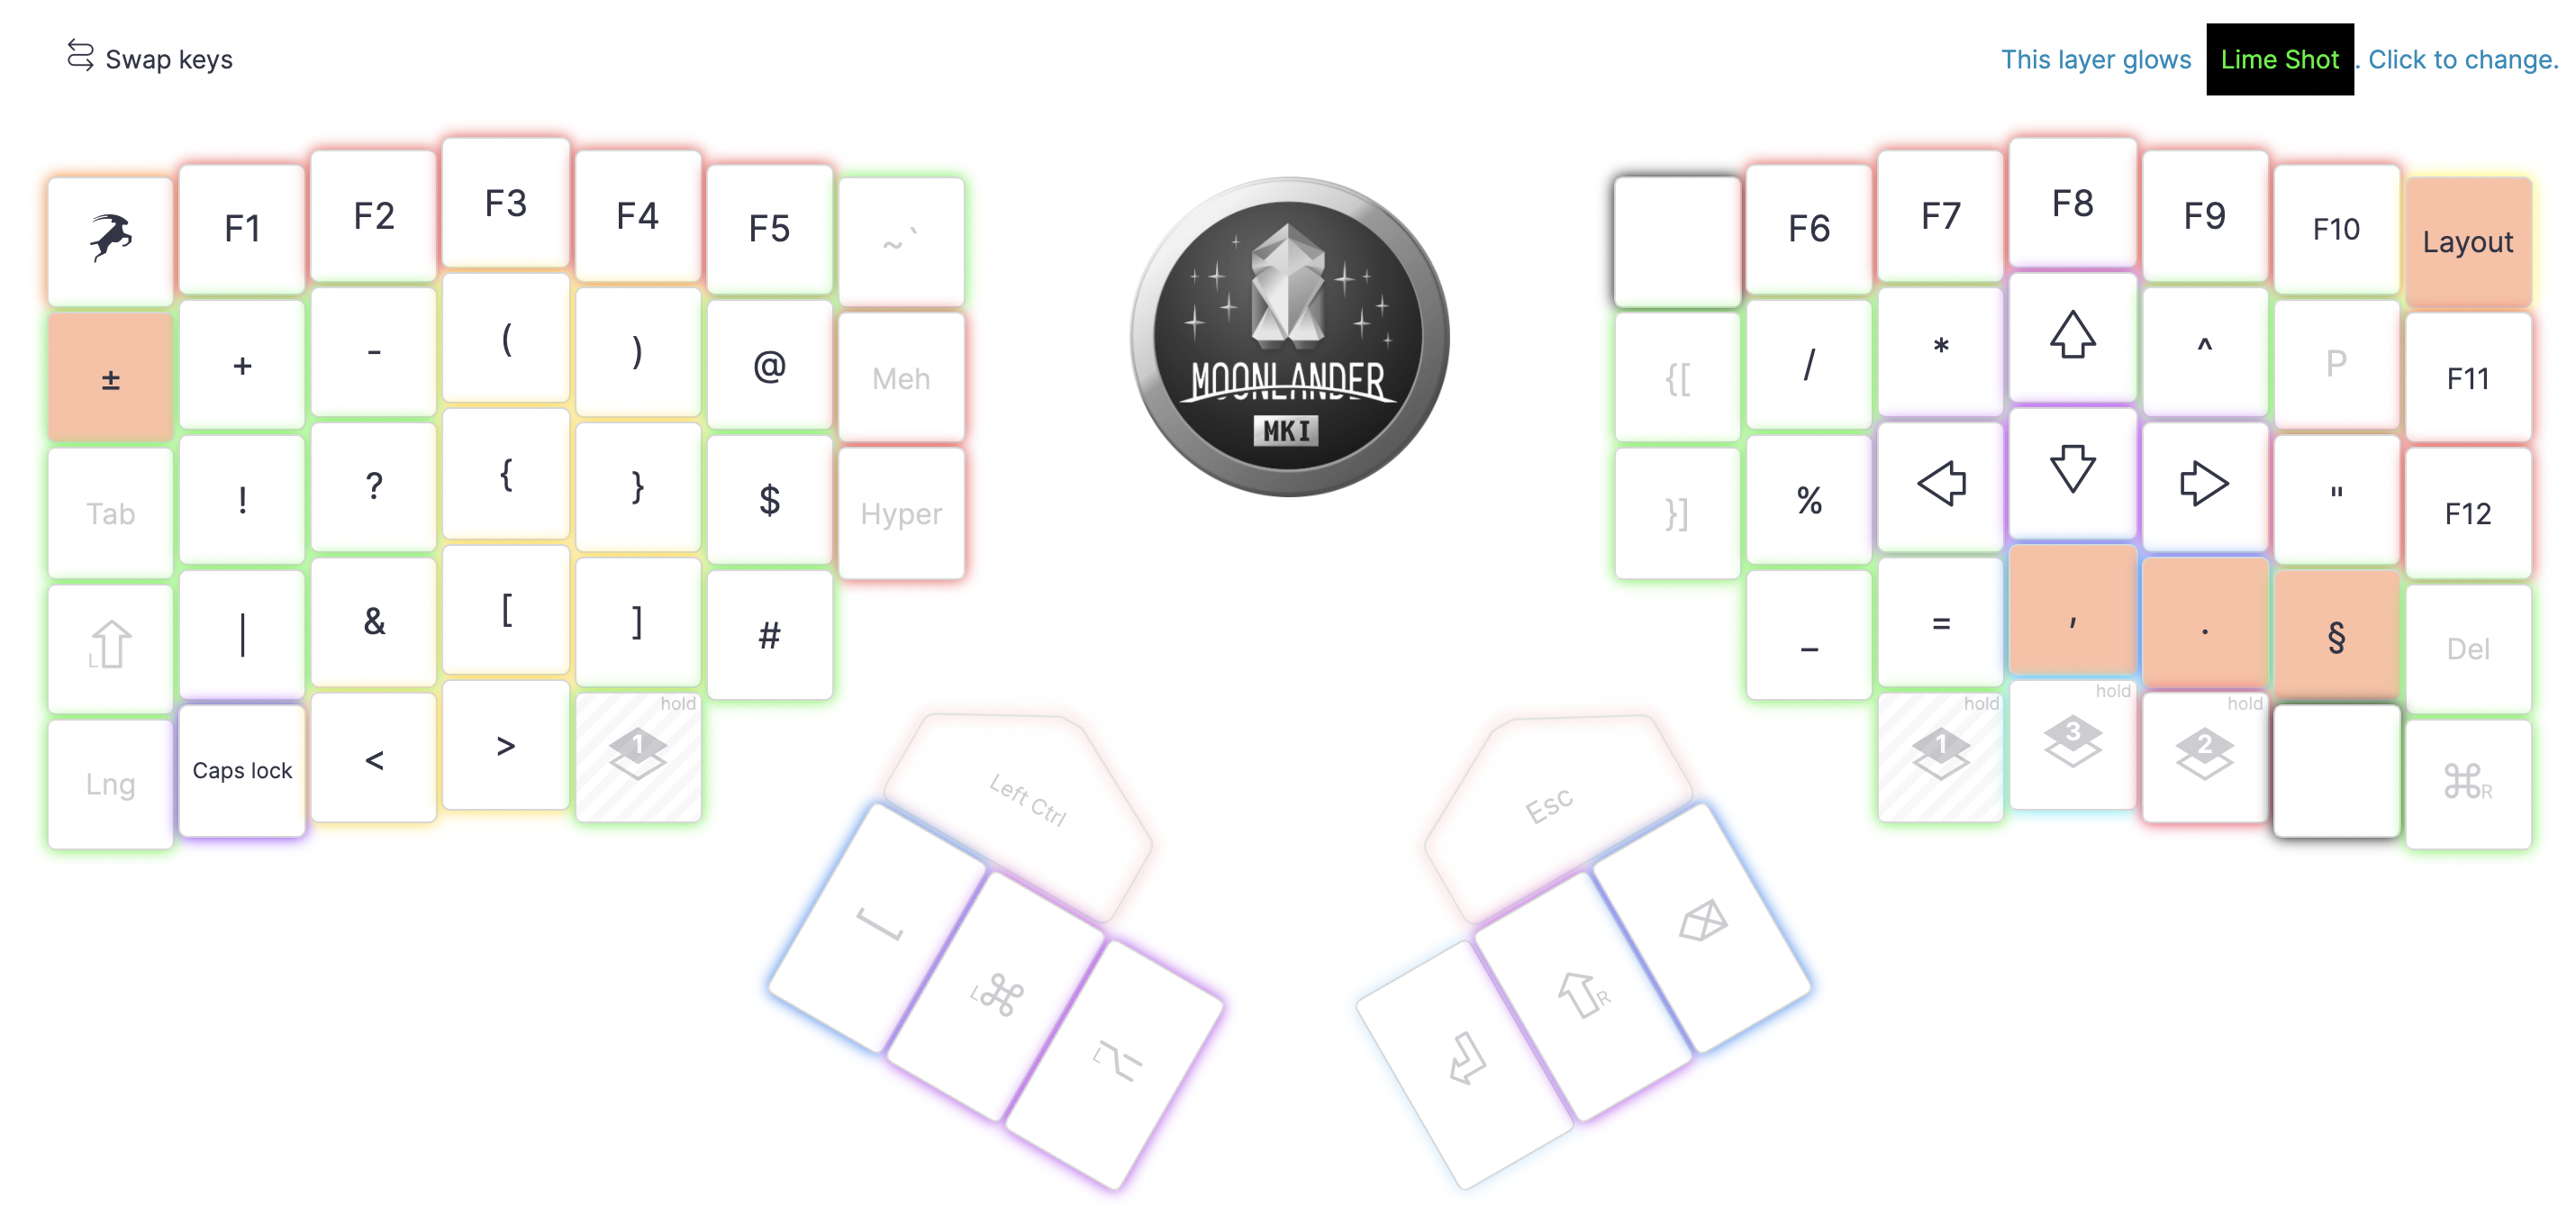 Swap keys
This layer glows Lime Shot . Click to change.
F1 F2 F3 F4 F5 ~ `
F6 F7 F8 F9 F10 Layout
± + - ( ) @ Meh
{[ / * ^ P F11
Tab ! ? { } $ Hyper
}] % " F12
L | & [ ] #
_ = , . § Del
Lng Caps lock < > hold 1
hold 1 hold 3 hold 2 ⌘R
MOONLANDER
MKI
Left Ctrl
Esc
L⌘
L⌥
R